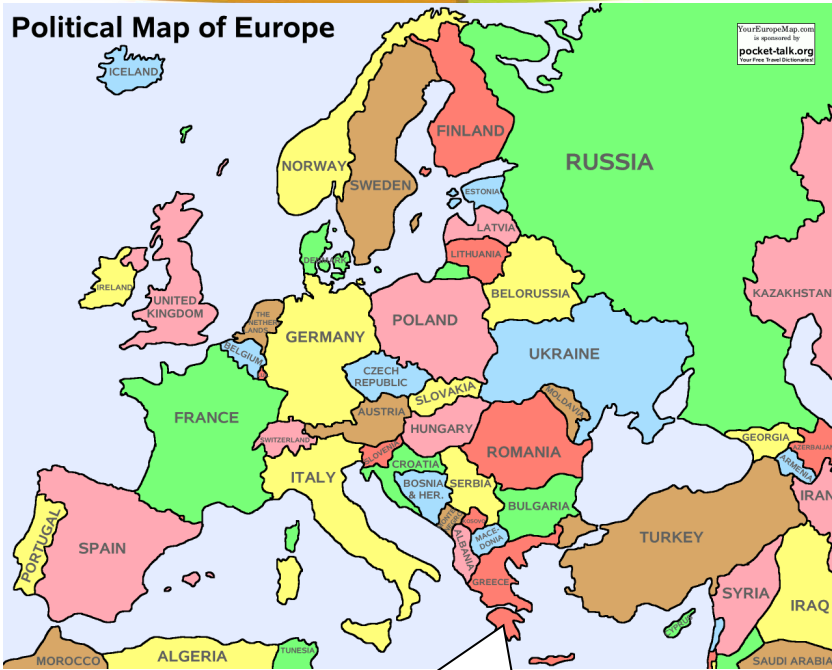 Political Map of Europe
YourEuropeMap.com
is sponsored by
pocket-talk.org
Your Free Travel Dictionaries!
ICELAND
FINLAND
NORWAY
SWEDEN
RUSSIA
ESTONIA
LATVIA
LITHUANIA
DENMARK
IRELAND
UNITED
KINGDOM
THE
NETHER
LANDS
BELORUSSIA
KAZAKHSTAN
GERMANY
POLAND
BELGIUM
UKRAINE
CZECH
REPUBLIC
SLOVAKIA
MOLDAVIA
FRANCE
AUSTRIA
HUNGARY
SWITZERLAND
SLOVENIA
ROMANIA
GEORGIA
AZERBAIJAN
ARMENIA
CROATIA
ITALY
BOSNIA
& HER.
SERBIA
BULGARIA
IRAN
PORTUGAL
SPAIN
KOSOVO
MACE-
DONIA
ALBANIA
TURKEY
GREECE
SYRIA
IRAQ
CYPRUS
MOROCCO
ALGERIA
TUNESIA
SAUDI ARABIA